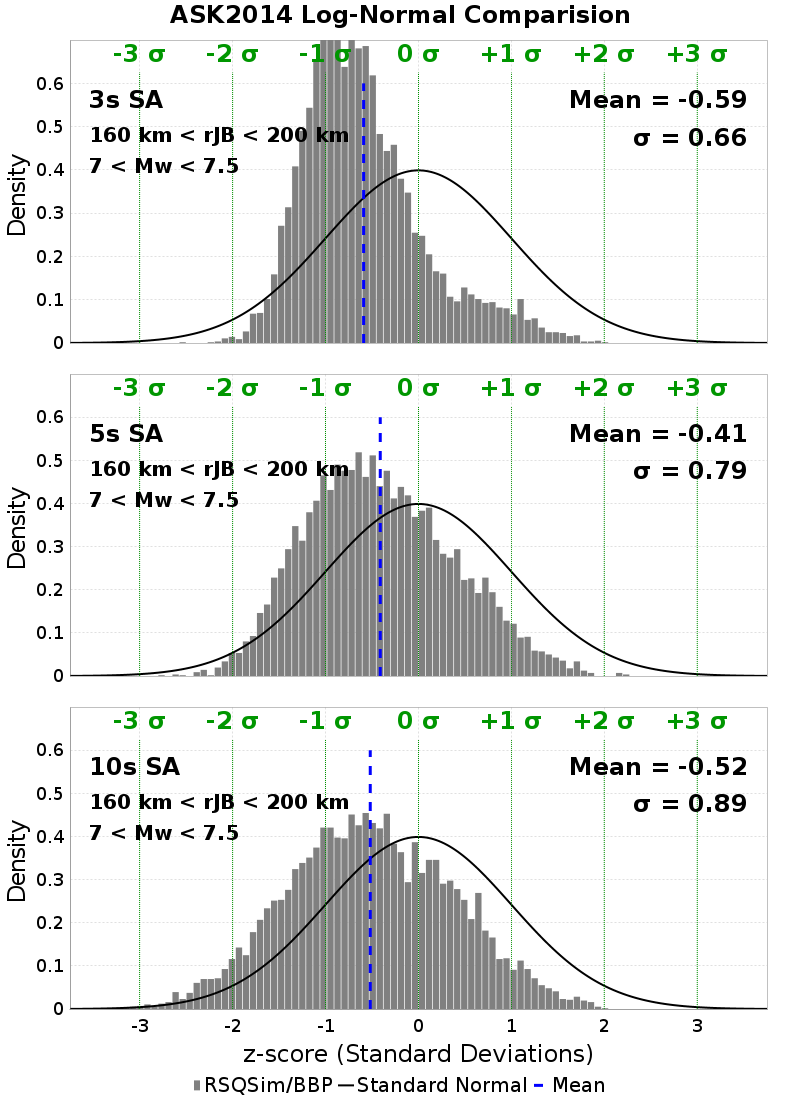 ASK2014 Log-Normal Comparision
-3 σ -2 σ -1 σ 0 σ +1 σ +2 σ +3 σ
0.6
3s SA Mean = -0.59
0.5
160 km < rJB < 200 km σ = 0.66
7 < Mw < 7.5
0.4
0.3
0.2
0.1
0
Density
-3 σ -2 σ -1 σ 0 σ +1 σ +2 σ +3 σ
0.6
5s SA Mean = -0.41
0.5
160 km < rJB < 200 km σ = 0.79
7 < Mw < 7.5
0.4
0.3
0.2
0.1
0
Density
-3 σ -2 σ -1 σ 0 σ +1 σ +2 σ +3 σ
0.6
10s SA Mean = -0.52
0.5
160 km < rJB < 200 km σ = 0.89
7 < Mw < 7.5
0.4
0.3
0.2
0.1
0
Density
-3 -2 -1 0 1 2 3
z-score (Standard Deviations)
RSQSim/BBP Standard Normal Mean